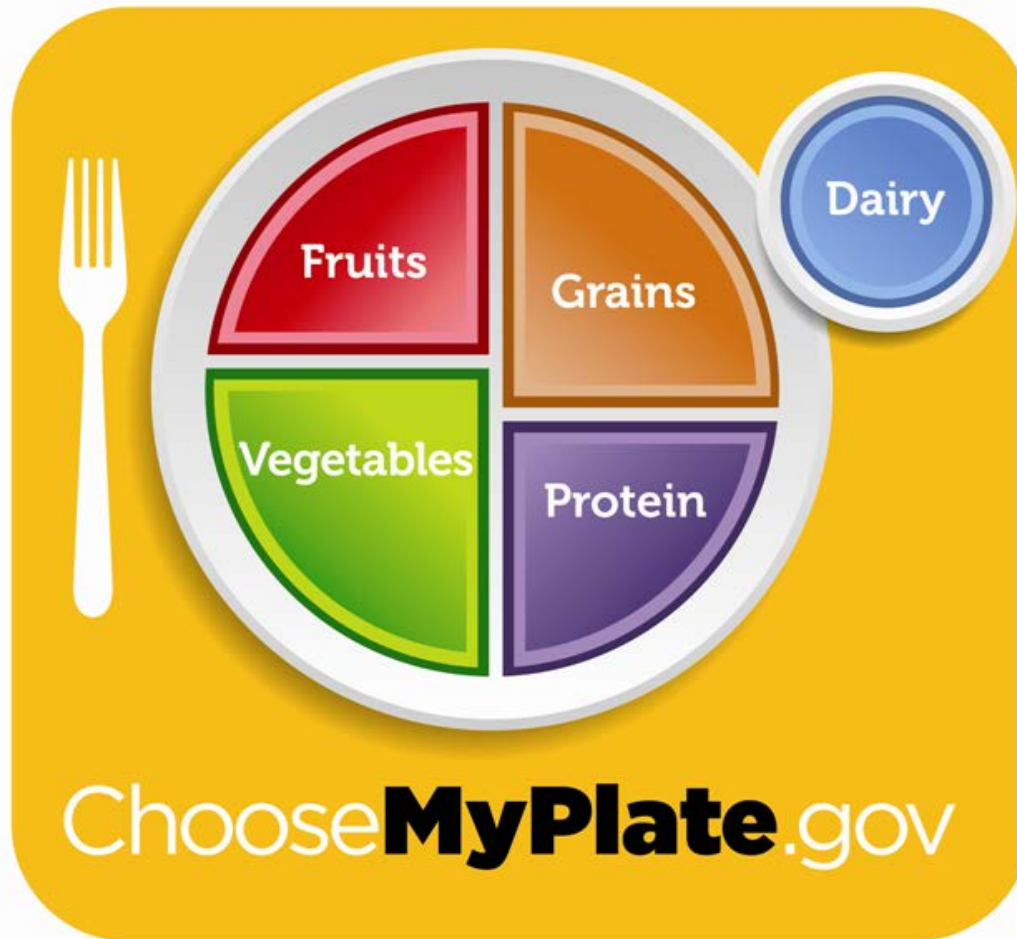 Dairy
Fruits
Grains
Vegetables
Protein
ChooseMyPlate.gov